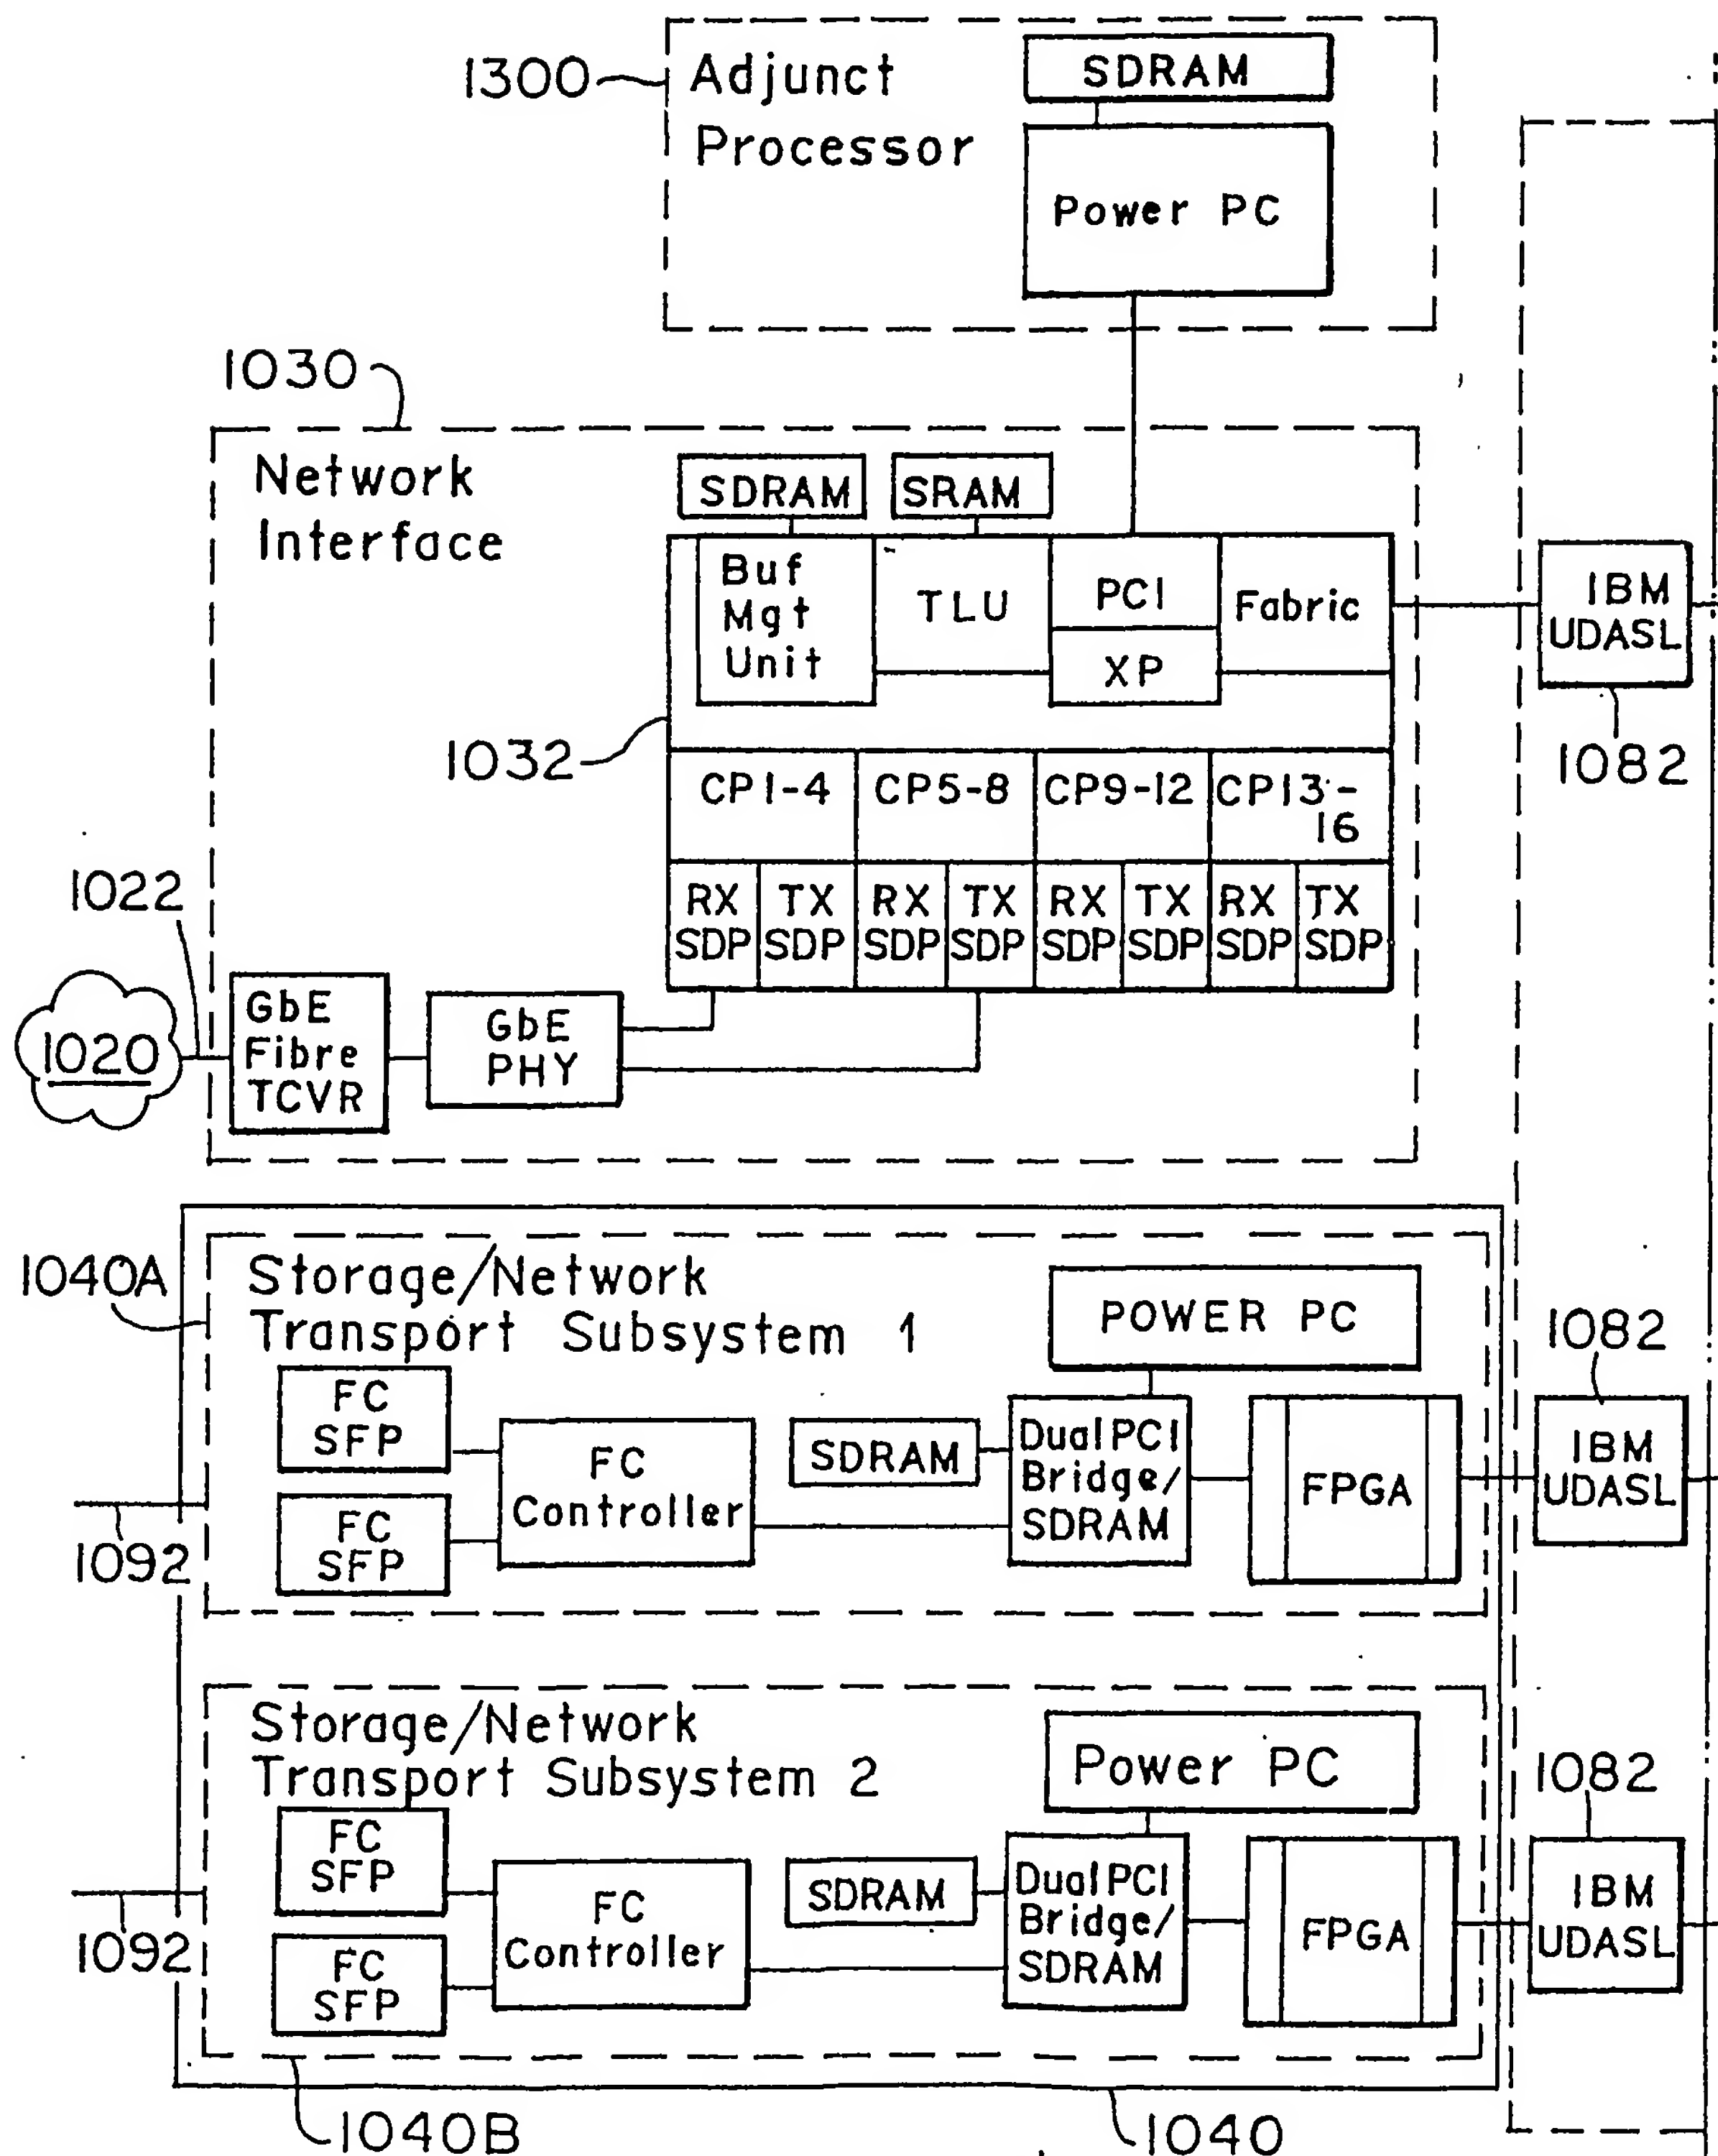 1300
Adjunct
Processor
SDRAM
Power PC
1030
Network
Interface
SDRAM
SRAM
Buf
Mgt
Unit
TLU
PCI
XP
Fabric
IBM
UDASL
1082
1032
CP1-4
CP5-8
CP9-12
CP13-
16
RX
SDP
TX
SDP
RX
SDP
TX
SDP
RX
SDP
TX
SDP
RX
SDP
TX
SDP
1022
1020
GbE
Fibre
TCVR
GbE
PHY
1040A
Storage/Network
Transport Subsystem 1
POWER PC
1082
FC
SFP
FC
SFP
FC
Controller
SDRAM
Dual PCI
Bridge/
SDRAM
FPGA
IBM
UDASL
1092
Storage/Network
Transport Subsystem 2
Power PC
1082
FC
SFP
FC
SFP
FC
Controller
SDRAM
Dual PCI
Bridge/
SDRAM
FPGA
IBM
UDASL
1092
1040B
1040